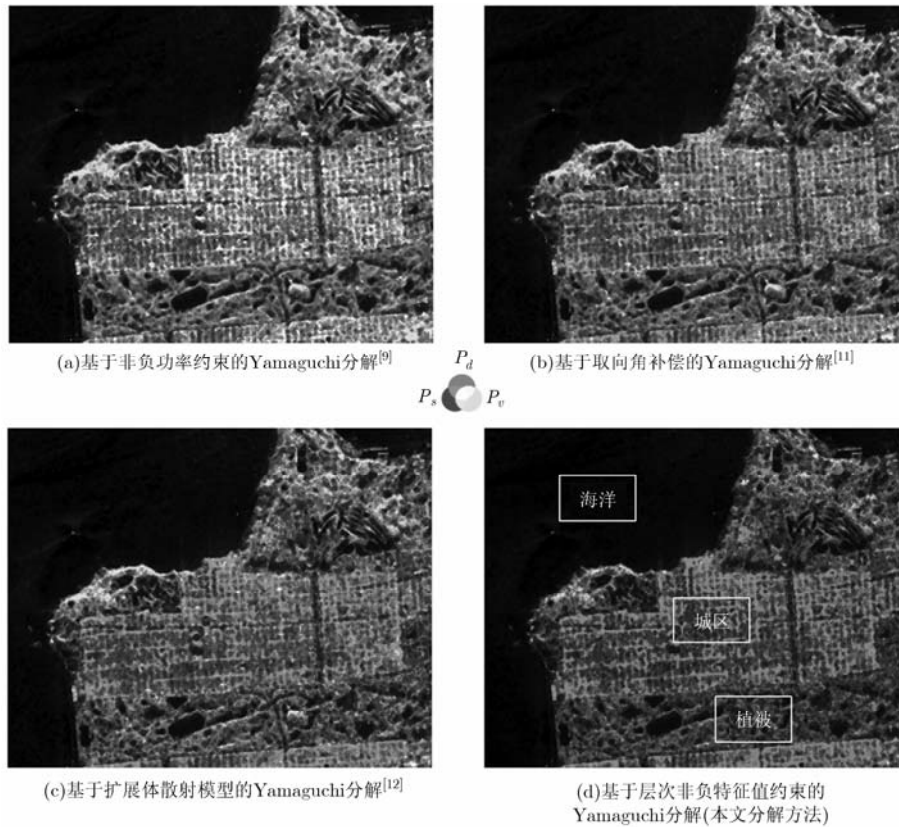 (a)基于非负功率约束的Yamaguchi分解[9]
(b)基于取向角补偿的Yamaguchi分解[11]
P_d
P_s
P_v
海洋
城区
植被
(c)基于扩展体散射模型的Yamaguchi分解[12]
(d)基于层次非负特征值约束的
Yamaguchi分解(本文分解方法)